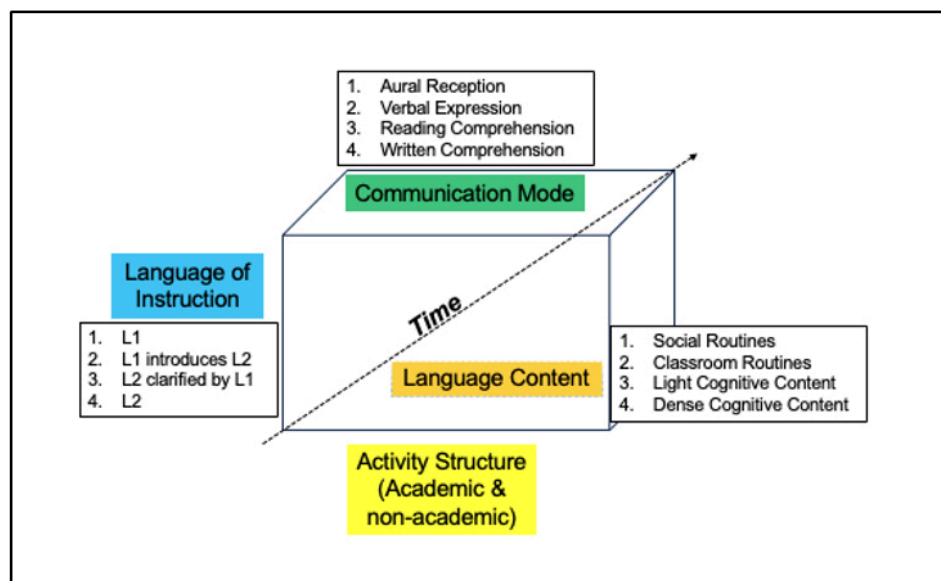 1. Aural Reception
2. Verbal Expression
3. Reading Comprehension
4. Written Comprehension
Communication Mode
Language of
Instruction
1. L1
2. L1 introduces L2
3. L2 clarified by L1
4. L2
Time
Language Content
1. Social Routines
2. Classroom Routines
3. Light Cognitive Content
4. Dense Cognitive Content
Activity Structure
(Academic &
non-academic)